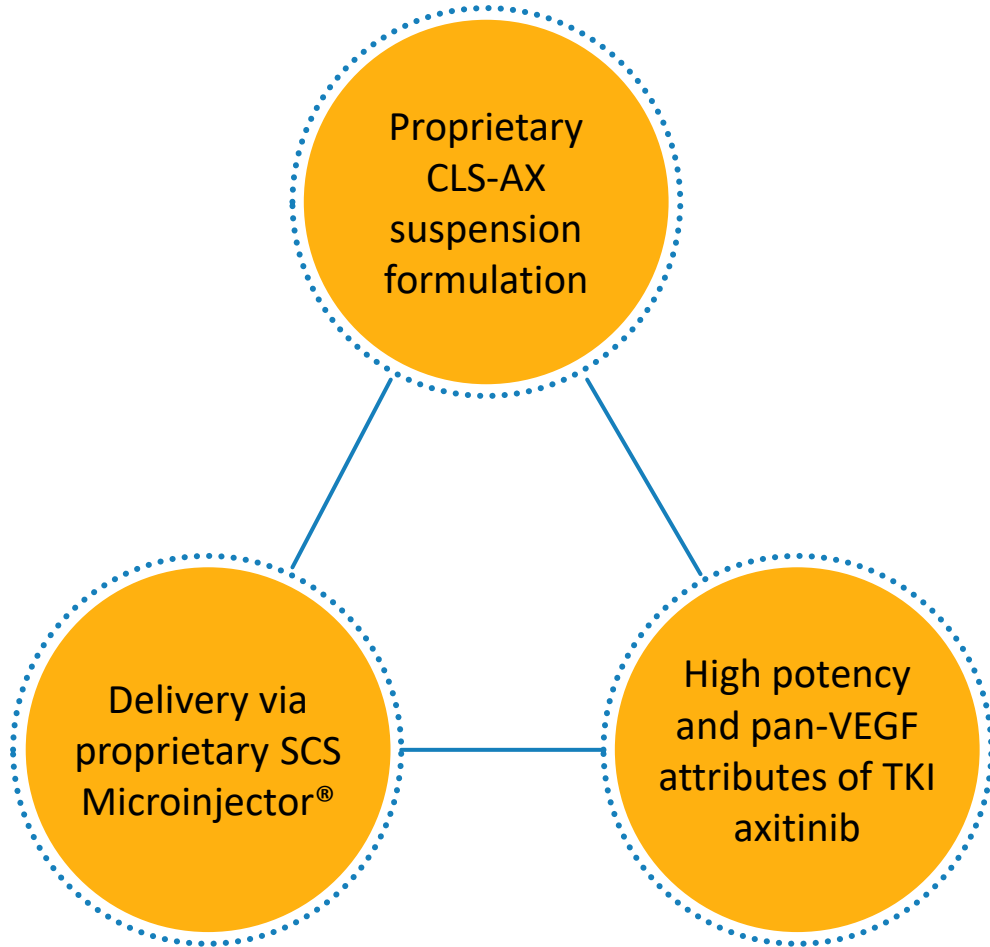 Proprietary
CLS-AX
suspension
formulation
Delivery via
proprietary SCS
Microinjector®
High potency
and pan-VEGF
attributes of TKI
axitinib